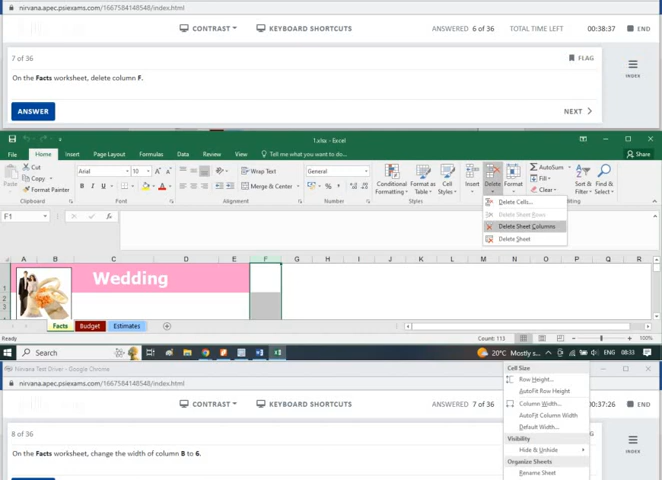 nirvana.apec.psiexams.com/1667584148548/index.html
CONTRAST KEYBOARD SHORTCUTS ANSWERED 6 of 36 TOTAL TIME LEFT 00:38:37 END
7 of 36 FLAG
On the Facts worksheet, delete column F.
INDEX
ANSWER NEXT
1.xlsx - Excel
File Home Insert Page Layout Formulas Data Review View Tell me what you want to do Share
Cut Arial 10 A A Wrap Text General AutoSum
Copy Fill
Paste Format Painter B I U A Merge & Center % , Conditional Formatting Format as Table Cell Styles Insert Delete Format Clear Sort & Filter Find & Select
Clipboard Font Alignment Number Styles
Delete Cells...
Delete Sheet Rows
F1 fx Delete Sheet Columns
Delete Sheet
A B C D E F G H I J K L M N O P Q R
1 Wedding
2
3
Facts Budget Estimates
Ready Count: 113 100%
Search 20°C Mostly s... ENG 08:33
Nirvana Test Driver - Google Chrome Cell Size
nirvana.apec.psiexams.com/1667584148548/index.html Row Height...
AutoFit Row Height
CONTRAST KEYBOARD SHORTCUTS ANSWERED 7 of 36 Column Width... 00:37:26 END
AutoFit Column Width
Default Width...
8 of 36 Visibility G
Hide & Unhide
On the Facts worksheet, change the width of column B to 6. INDEX
Organize Sheets
Rename Sheet